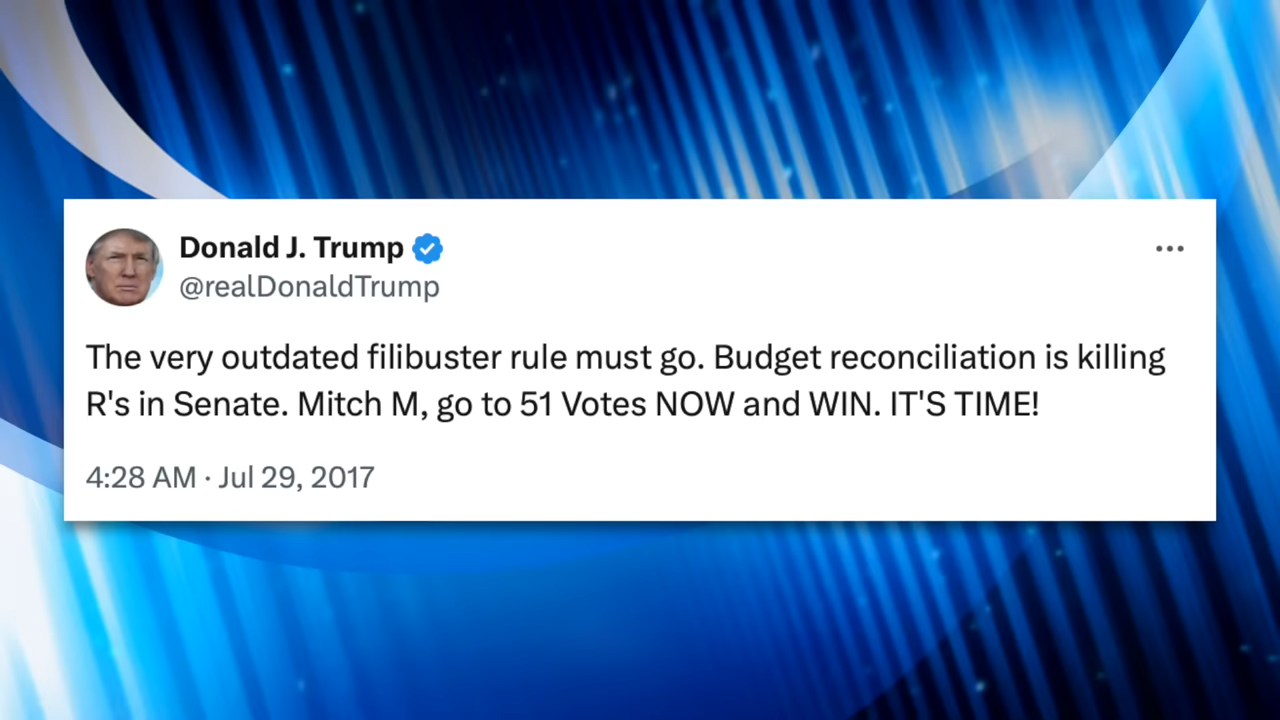 Donald J. Trump
@realDonaldTrump
The very outdated filibuster rule must go. Budget reconciliation is killing
R's in Senate. Mitch M, go to 51 Votes NOW and WIN. IT'S TIME!
4:28 AM · Jul 29, 2017